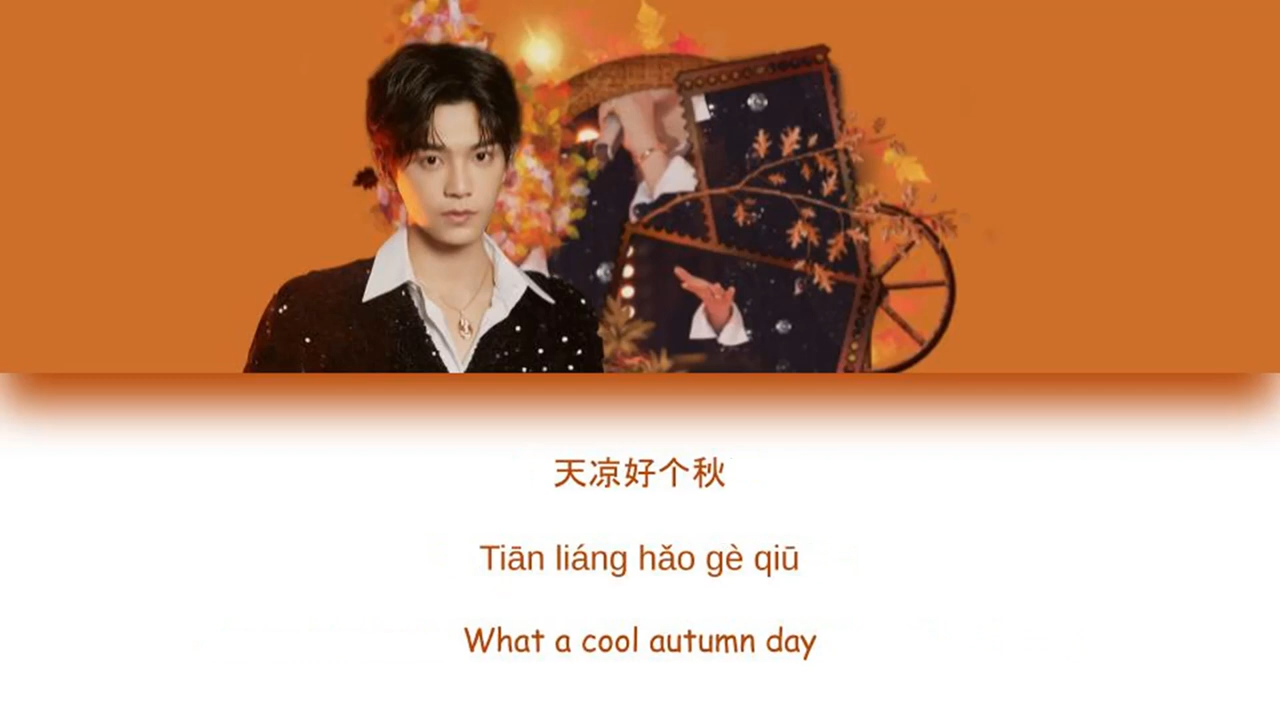 天凉好个秋
Tiān liáng hǎo gè qiū
What a cool autumn day